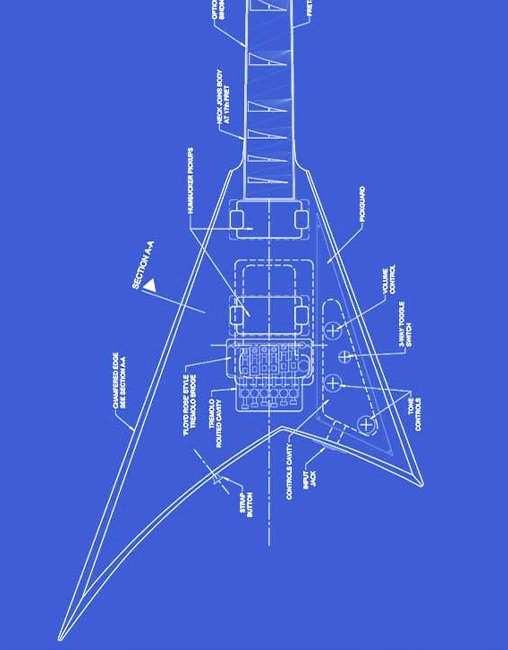 OPTIO
BINDIN
FRET
NECK JOINS BODY
AT 17th FRET
HUMBUCKER PICKUPS
PICKGUARD
SECTION A-A
VOLUME
CONTROL
3-WAY TOGGLE
SWITCH
CHAMFERED EDGE
SEE SECTION A-A
'FLOYD ROSE' STYLE
TREMOLO BRIDGE
TREMOLO
ROUTED CAVITY
TONE
CONTROLS
CONTROLS CAVITY
INPUT
JACK
STRAP
BUTTON